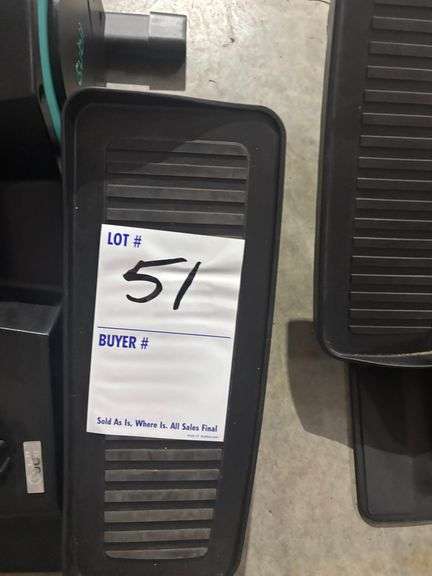 LOT #
51
BUYER #
Sold As Is, Where Is. All Sales Final